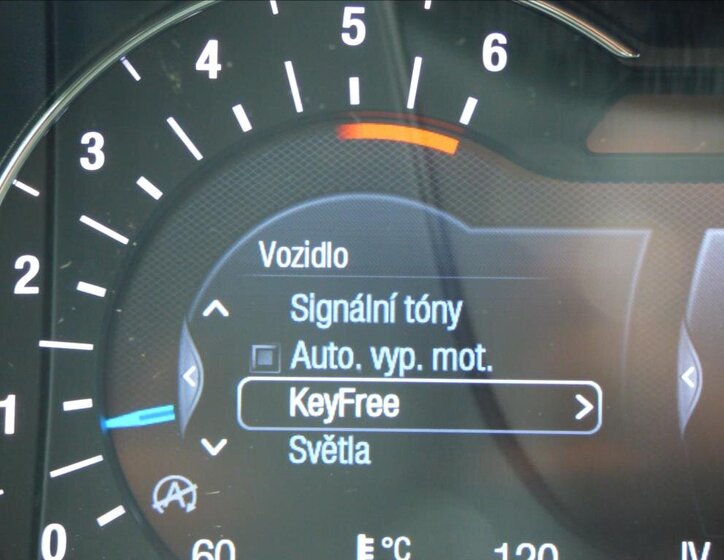 5
4
6
3
2
1
0
Vozidlo
Signální tóny
Auto. vyp. mot.
KeyFree
Světla
A
60
°C
120